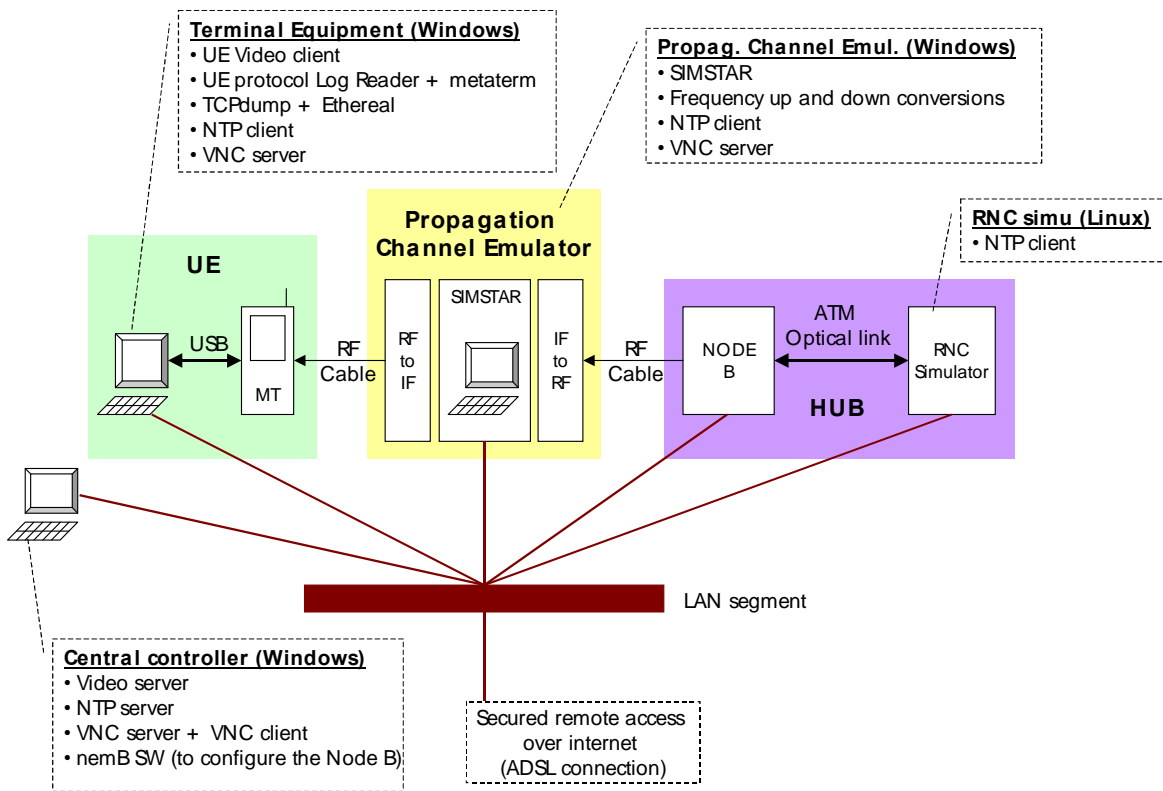 Terminal Equipment (Windows)
• UE Video client
• UE protocol Log Reader + metaterm
• TCPdump + Ethereal
• NTP client
• VNC server
Propag. Channel Emul. (Windows)
• SIMSTAR
• Frequency up and down conversions
• NTP client
• VNC server
RNC simu (Linux)
• NTP client
UE
USB
MT
RF
Cable
Propagation
Channel Emulator
RF
to
IF
SIMSTAR
IF
to
RF
RF
Cable
NODE
B
ATM
Optical link
RNC
Simulator
HUB
LAN segment
Central controller (Windows)
• Video server
• NTP server
• VNC server + VNC client
• nemB SW (to configure the Node B)
Secured remote access
over internet
(ADSL connection)